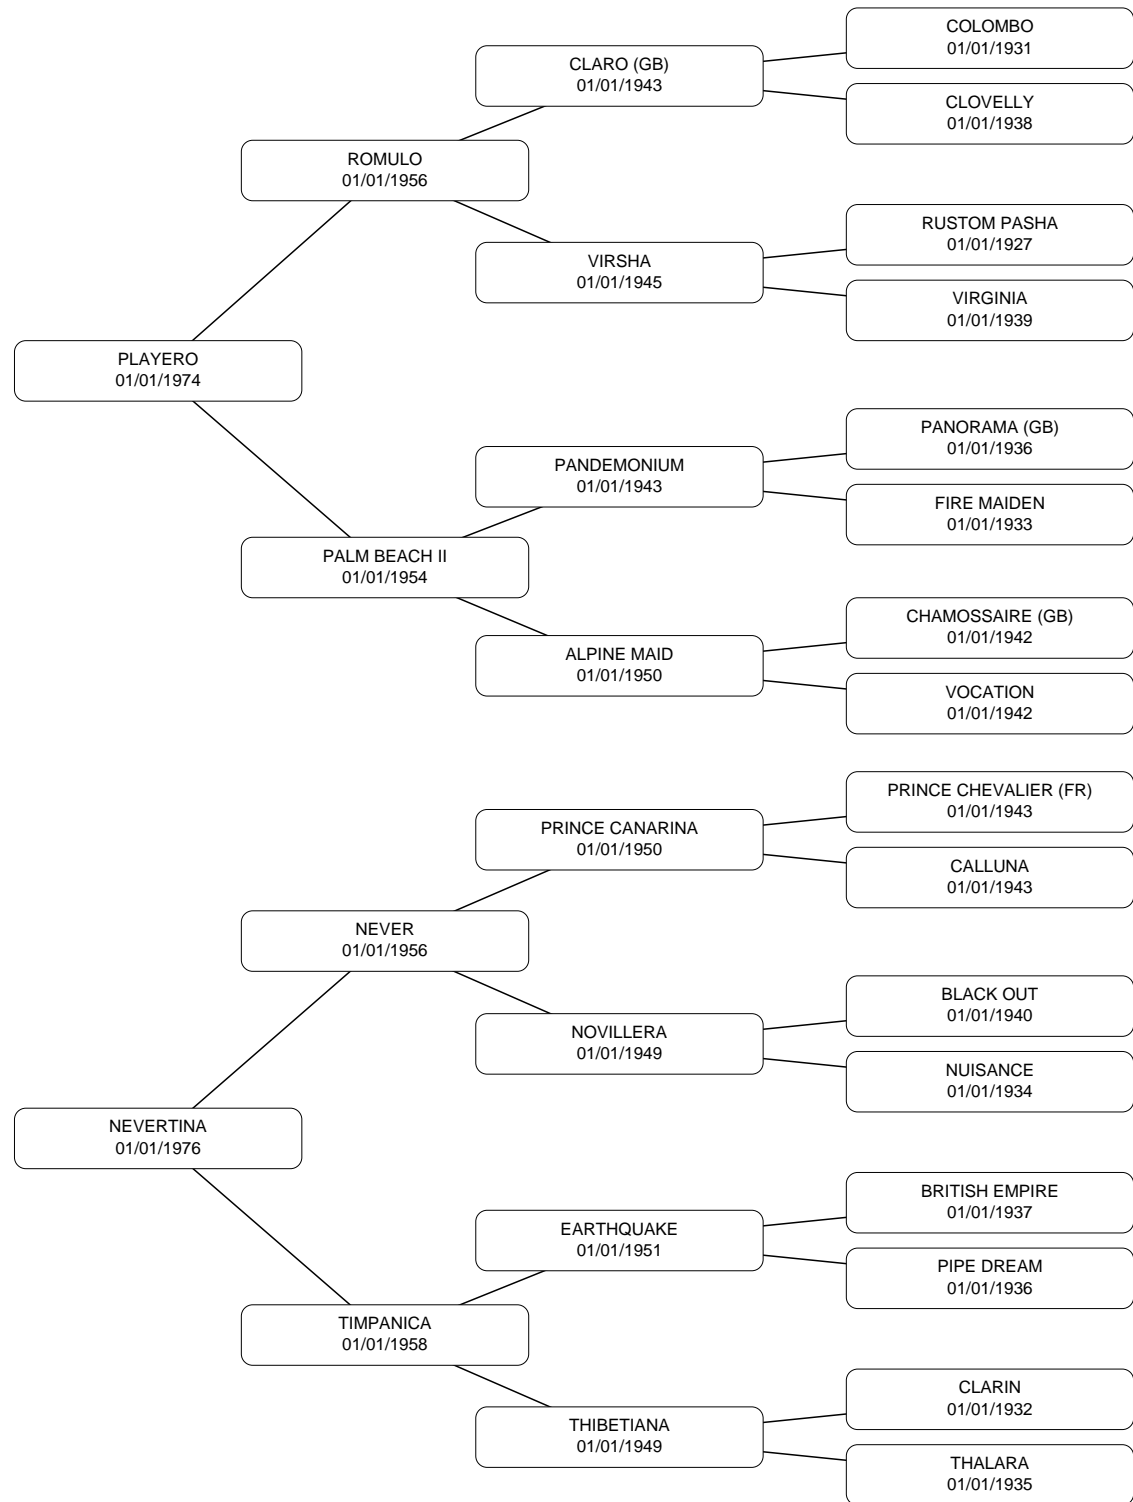 COLOMBO
01/01/1931
CLARO (GB)
01/01/1943
CLOVELLY
01/01/1938
ROMULO
01/01/1956
RUSTOM PASHA
01/01/1927
VIRSHA
01/01/1945
VIRGINIA
01/01/1939
PLAYERO
01/01/1974
PANORAMA (GB)
01/01/1936
PANDEMONIUM
01/01/1943
FIRE MAIDEN
01/01/1933
PALM BEACH II
01/01/1954
CHAMOSSAIRE (GB)
01/01/1942
ALPINE MAID
01/01/1950
VOCATION
01/01/1942
PRINCE CHEVALIER (FR)
01/01/1943
PRINCE CANARINA
01/01/1950
CALLUNA
01/01/1943
NEVER
01/01/1956
BLACK OUT
01/01/1940
NOVILLERA
01/01/1949
NUISANCE
01/01/1934
NEVERTINA
01/01/1976
BRITISH EMPIRE
01/01/1937
EARTHQUAKE
01/01/1951
PIPE DREAM
01/01/1936
TIMPANICA
01/01/1958
CLARIN
01/01/1932
THIBETIANA
01/01/1949
THALARA
01/01/1935